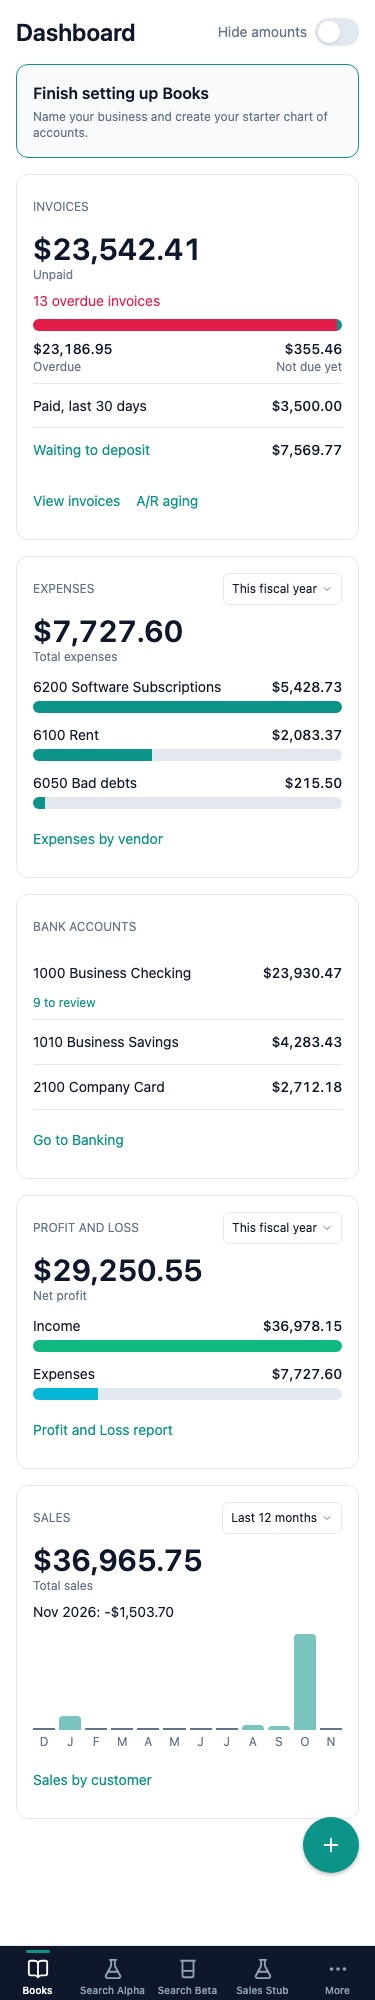 Dashboard
Hide amounts
Finish setting up Books
Name your business and create your starter chart of
accounts.
INVOICES
$23,542.41
Unpaid
13 overdue invoices
$23,186.95 $355.46
Overdue Not due yet
Paid, last 30 days $3,500.00
Waiting to deposit $7,569.77
View invoices A/R aging
EXPENSES This fiscal year
$7,727.60
Total expenses
6200 Software Subscriptions $5,428.73
6100 Rent $2,083.37
6050 Bad debts $215.50
Expenses by vendor
BANK ACCOUNTS
1000 Business Checking $23,930.47
9 to review
1010 Business Savings $4,283.43
2100 Company Card $2,712.18
Go to Banking
PROFIT AND LOSS This fiscal year
$29,250.55
Net profit
Income $36,978.15
Expenses $7,727.60
Profit and Loss report
SALES Last 12 months
$36,965.75
Total sales
Nov 2026: -$1,503.70
D J F M A M J J A S O N
Sales by customer
Books Search Alpha Search Beta Sales Stub More